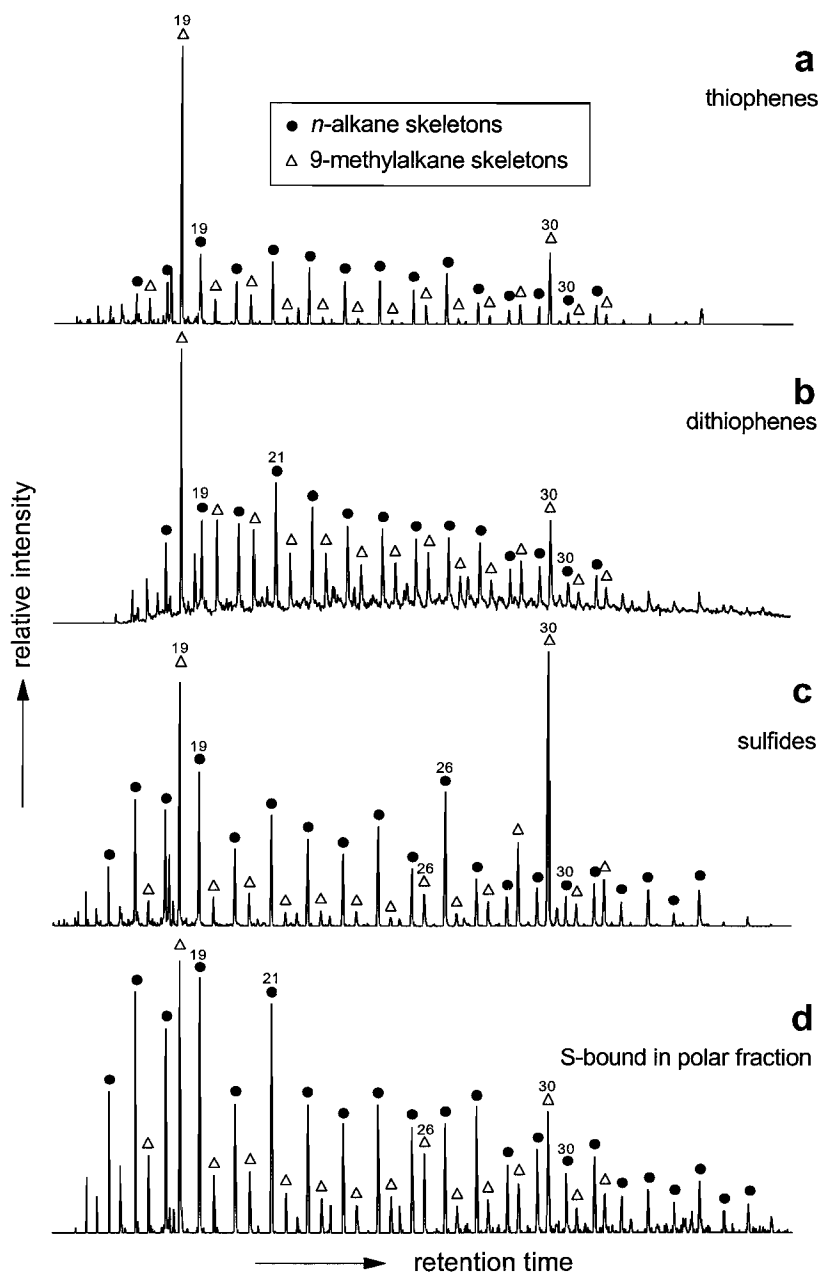 19
a
thiophenes
n-alkane skeletons
9-methylalkane skeletons
19
30
30
b
dithiophenes
21
19
30
30
c
sulfides
19
30
19
26
26
30
d
S-bound in polar fraction
19
21
30
26
30
relative intensity
retention time